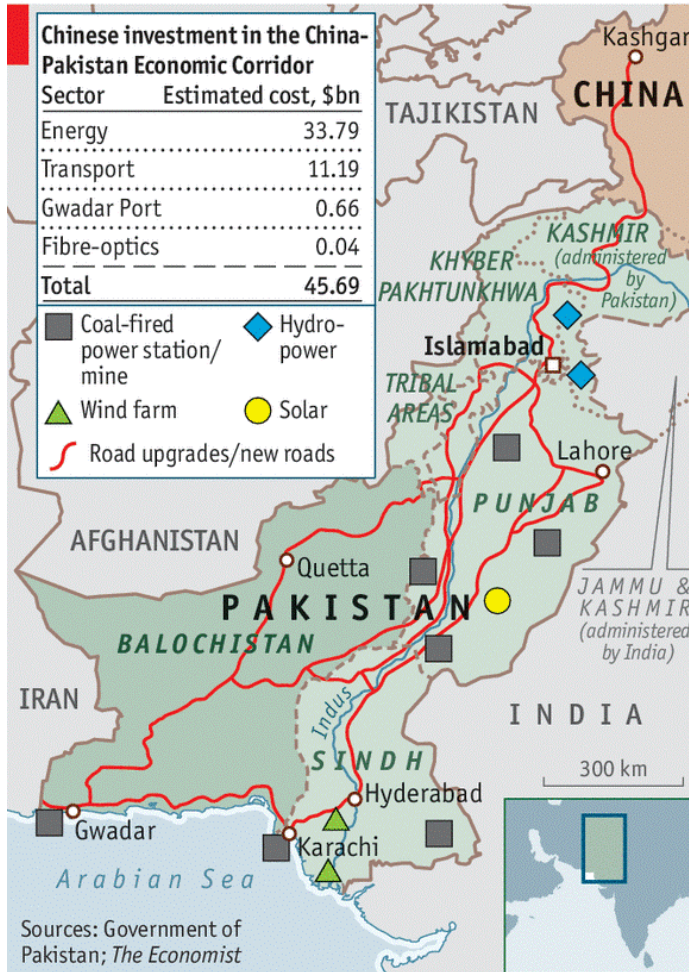 Chinese investment in the China-
Pakistan Economic Corridor
Sector Estimated cost, $bn
Energy 33.79
Transport 11.19
Gwadar Port 0.66
Fibre-optics 0.04
Total 45.69
Coal-fired
power station/
mine
Hydro-
power
Wind farm
Solar
Road upgrades/new roads
Kashgar
CHINA
TAJIKISTAN
KASHMIR
(administered
by
Pakistan)
KHYBER
PAKHTUNKHWA
Islamabad
TRIBAL
AREAS
Lahore
PUNJAB
AFGHANISTAN
Quetta
PAKISTAN
BALOCHISTAN
JAMMU &
KASHMIR
(administered
by India)
IRAN
Indus
INDIA
SINDH
300 km
Hyderabad
Gwadar
Karachi
Arabian Sea
Sources: Government of
Pakistan; The Economist